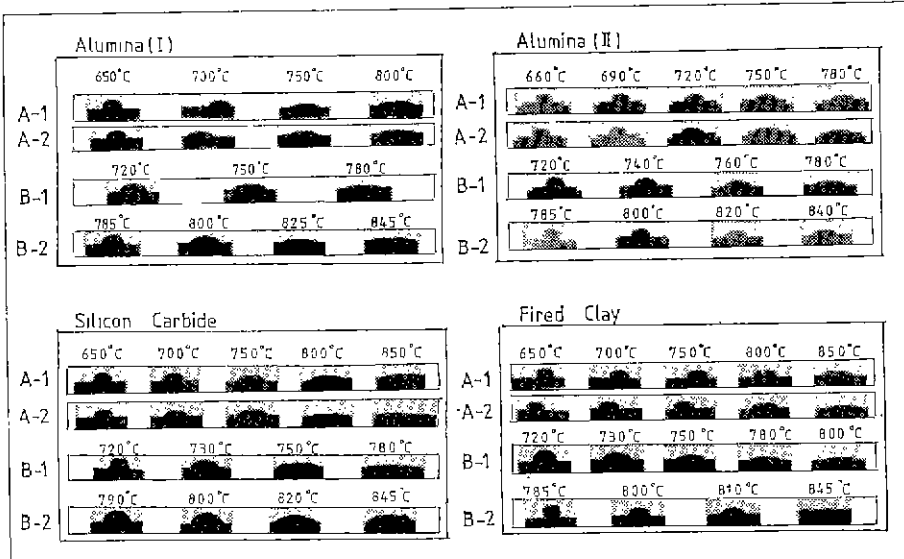 Alumina (I)
650°C 700°C 750°C 800°C
A-1
A-2
720°C 750°C 780°C
B-1
785°C 800°C 825°C 845°C
B-2
Alumina (II)
660°C 690°C 720°C 750°C 780°C
A-1
A-2
720°C 740°C 760°C 780°C
B-1
785°C 800°C 820°C 840°C
B-2
Silicon Carbide
650°C 700°C 750°C 800°C 850°C
A-1
A-2
720°C 730°C 750°C 780°C
B-1
790°C 800°C 820°C 845°C
B-2
Fired Clay
650°C 700°C 750°C 800°C 850°C
A-1
A-2
720°C 730°C 750°C 780°C 800°C
B-1
785°C 800°C 810°C 845°C
B-2